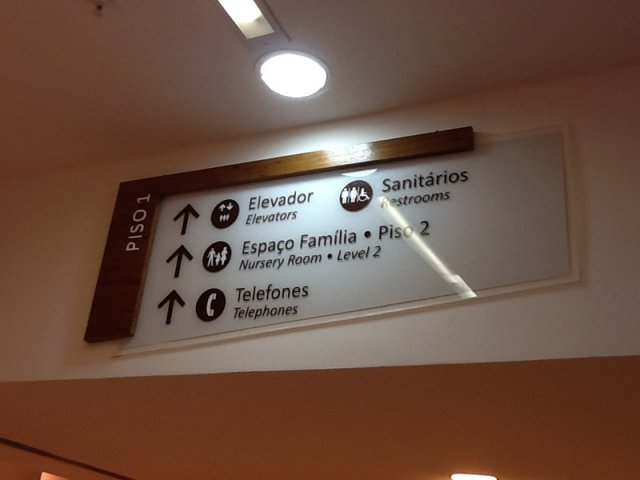 PISO 1
Elevador
Elevators
Sanitários
Restrooms
Espaço Família • Piso 2
Nursery Room • Level 2
Telefones
Telephones